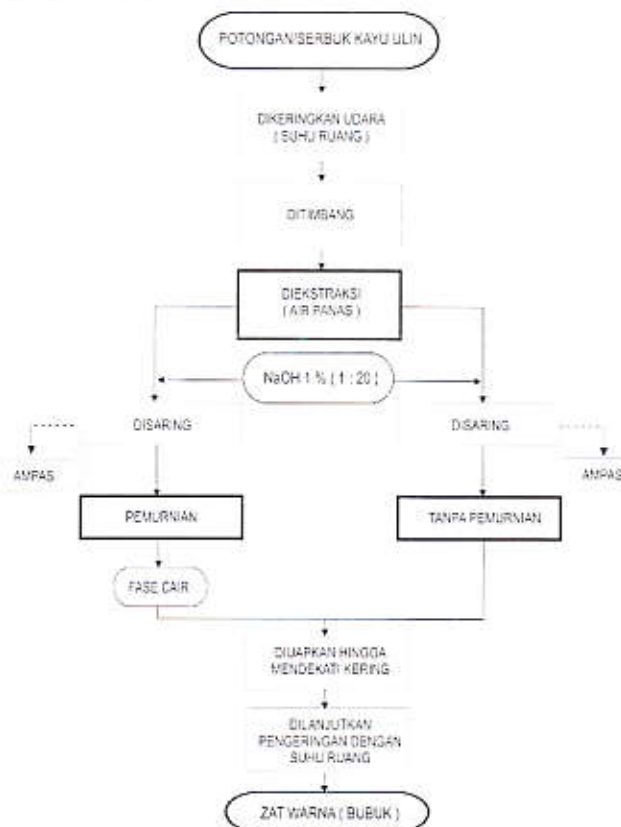 POTONGAN/SERBUK KAYU ULIN
DIKERINGKAN UDARA
( SUHU RUANG )
DITIMBANG
DIEKSTRAKSI
( AIR PANAS )
NaOH 1 % ( 1 : 20 )
DISARING
DISARING
AMPAS
AMPAS
PEMURNIAN
TANPA PEMURNIAN
FASE CAIR
DIUAPKAN HINGGA
MENDEKATI KERING
DILANJUTKAN
PENGERINGAN DENGAN
SUHU RUANG
ZAT WARNA ( BUBUK )